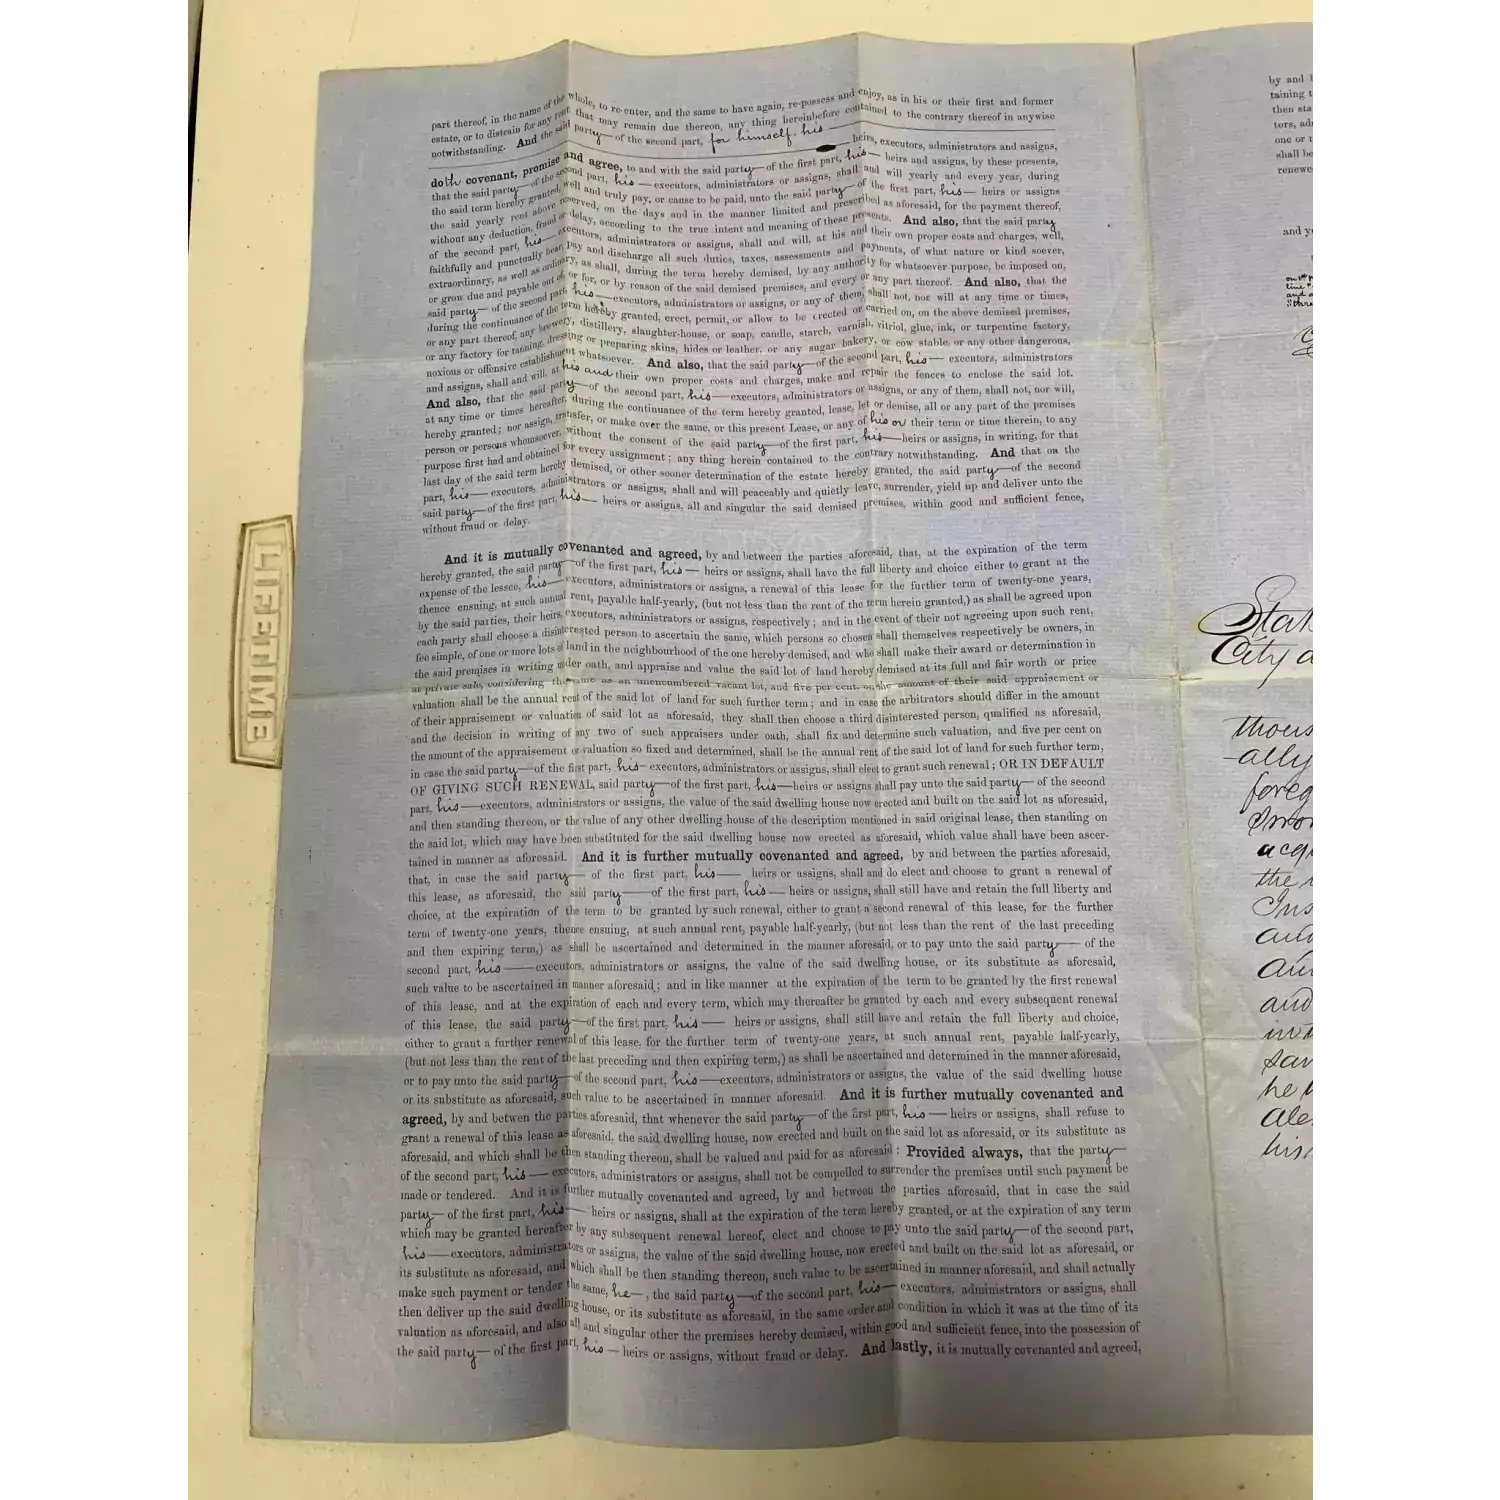 part thereof, in the name of the whole, to re-enter, and the same to have again, re-possess and enjoy, as in his or their first and former
estate, or to distrain for any rent that may remain due thereon, any thing hereinbefore contained to the contrary thereof in anywise
notwithstanding. And the said party of the second part, for himself, his heirs, executors, administrators and assigns,
doth covenant, promise and agree, to and with the said party of the first part, his heirs and assigns, by these presents,
that the said party of the second part, his executors, administrators or assigns, shall and will yearly and every year, during
the said term hereby granted, well and truly pay, or cause to be paid, unto the said party of the first part, his heirs or assigns
the said yearly rent above reserved, on the days and in the manner limited and prescribed as aforesaid, for the payment thereof,
without any deduction, fraud or delay, according to the true intent and meaning of these presents. And also, that the said party
of the second part, his executors, administrators or assigns, shall and will, at his and their own proper costs and charges, well,
faithfully and punctually bear, pay and discharge all such duties, taxes, assessments and payments, of what nature or kind soever,
extraordinary, as well as ordinary, as shall, during the term hereby demised, by any authority for whatsoever purpose, be imposed on,
or grow due and payable out of, or for, or by reason of the said demised premises, and every or any part thereof. And also, that the
said party of the second part, his executors, administrators or assigns, or any of them, shall not, nor will at any time or times,
during the continuance of the term hereby granted, erect, permit, or allow to be erected or carried on, on the above demised premises,
or any part thereof, any brewery, distillery, slaughter-house, or soap, candle, starch, varnish, vitriol, glue, ink, or turpentine factory,
or any factory for tanning, dressing or preparing skins, hides or leather, or any sugar bakery, or cow stable, or any other dangerous,
noxious or offensive establishment whatsoever. And also, that the said party of the second part, his executors, administrators
and assigns, shall and will, at his and their own proper costs and charges, make and repair the fences to enclose the said lot.
And also, that the said party of the second part, his executors, administrators or assigns, or any of them, shall not, nor will,
at any time or times hereafter, during the continuance of the term hereby granted, lease, let or demise, all or any part of the premises
hereby granted; nor assign, transfer, or make over the same, or this present Lease, or any of his or their term or time therein, to any
person or persons whomsoever, without the consent of the said party of the first part, his heirs or assigns, in writing, for that
purpose first had and obtained for every assignment; any thing herein contained to the contrary notwithstanding. And that on the
last day of the said term hereby demised, or other sooner determination of the estate hereby granted, the said party of the second
part, his executors, administrators or assigns, shall and will peaceably and quietly leave, surrender, yield up and deliver unto the
said party of the first part, his heirs or assigns, all and singular the said demised premises, within good and sufficient fence,
without fraud or delay.
And it is mutually covenanted and agreed, by and between the parties aforesaid, that, at the expiration of the term
hereby granted, the said party of the first part, his heirs or assigns, shall have the full liberty and choice either to grant at the
expense of the lessee, his executors, administrators or assigns, a renewal of this lease for the further term of twenty-one years,
thence ensuing, at such annual rent, payable half-yearly, (but not less than the rent of the term herein granted,) as shall be agreed upon
by the said parties, their heirs, executors, administrators or assigns, respectively; and in the event of their not agreeing upon such rent,
each party shall choose a disinterested person to ascertain the same, which persons so chosen shall themselves respectively be owners, in
fee simple, of one or more lots of land in the neighbourhood of the one hereby demised, and who shall make their award or determination in
the said premises in writing under oath, and appraise and value the said lot of land hereby demised at its full and fair worth or price
at private sale, considering the same as an unencumbered vacant lot, and five per cent. on the amount of their said appraisement or
valuation shall be the annual rent of the said lot of land for such further term; and in case the arbitrators should differ in the amount
of their appraisement or valuation of said lot as aforesaid, they shall then choose a third disinterested person, qualified as aforesaid,
and the decision in writing of any two of such appraisers under oath, shall fix and determine such valuation, and five per cent on
the amount of the appraisement or valuation so fixed and determined, shall be the annual rent of the said lot of land for such further term,
in case the said party of the first part, his executors, administrators or assigns, shall elect to grant such renewal; OR IN DEFAULT
OF GIVING SUCH RENEWAL, said party of the first part, his heirs or assigns shall pay unto the said party of the second
part, his executors, administrators or assigns, the value of the said dwelling house now erected and built on the said lot as aforesaid,
and then standing thereon, or the value of any other dwelling house of the description mentioned in said original lease, then standing on
the said lot, which may have been substituted for the said dwelling house now erected as aforesaid, which value shall have been ascer-
tained in manner as aforesaid. And it is further mutually covenanted and agreed, by and between the parties aforesaid,
that, in case the said party of the first part, his heirs or assigns, shall and do elect and choose to grant a renewal of
this lease, as aforesaid, the said party of the first part, his heirs or assigns, shall still have and retain the full liberty and
choice, at the expiration of the term to be granted by such renewal, either to grant a second renewal of this lease, for the further
term of twenty-one years, thence ensuing, at such annual rent, payable half-yearly, (but not less than the rent of the last preceding
and then expiring term,) as shall be ascertained and determined in the manner aforesaid, or to pay unto the said party of the
second part, his executors, administrators or assigns, the value of the said dwelling house, or its substitute as aforesaid,
such value to be ascertained in manner aforesaid; and in like manner at the expiration of the term to be granted by the first renewal
of this lease, and at the expiration of each and every term, which may thereafter be granted by each and every subsequent renewal
of this lease, the said party of the first part, his heirs or assigns, shall still have and retain the full liberty and choice,
either to grant a further renewal of this lease, for the further term of twenty-one years, at such annual rent, payable half-yearly,
(but not less than the rent of the last preceding and then expiring term,) as shall be ascertained and determined in the manner aforesaid,
or to pay unto the said party of the second part, his executors, administrators or assigns, the value of the said dwelling house
or its substitute as aforesaid, such value to be ascertained in manner aforesaid. And it is further mutually covenanted and
agreed, by and betwen the parties aforesaid, that whenever the said party of the first part, his heirs or assigns, shall refuse to
grant a renewal of this lease as aforesaid, the said dwelling house, now erected and built on the said lot as aforesaid, or its substitute as
aforesaid, and which shall be then standing thereon, shall be valued and paid for as aforesaid: Provided always, that the party
of the second part, his executors, administrators or assigns, shall not be compelled to surrender the premises until such payment be
made or tendered. And it is further mutually covenanted and agreed, by and between the parties aforesaid, that in case the said
party of the first part, his heirs or assigns, shall at the expiration of the term hereby granted, or at the expiration of any term
which may be granted hereafter by any subsequent renewal hereof, elect and choose to pay unto the said party of the second part,
his executors, administrators or assigns, the value of the said dwelling house, now erected and built on the said lot as aforesaid, or
its substitute as aforesaid, and which shall be then standing thereon, such value to be ascertained in manner aforesaid, and shall actually
make such payment or tender the same, he, the said party of the second part, his executors, administrators or assigns, shall
then deliver up the said dwelling house, or its substitute as aforesaid, in the same order and condition in which it was at the time of its
valuation as aforesaid, and also all and singular other the premises hereby demised, within good and sufficient fence, into the possession of
the said party of the first part, his heirs or assigns, without fraud or delay. And lastly, it is mutually covenanted and agreed,
LIFETIME
by and
taining
then
one or
shall be
and
City
foreg
the
and
and
he